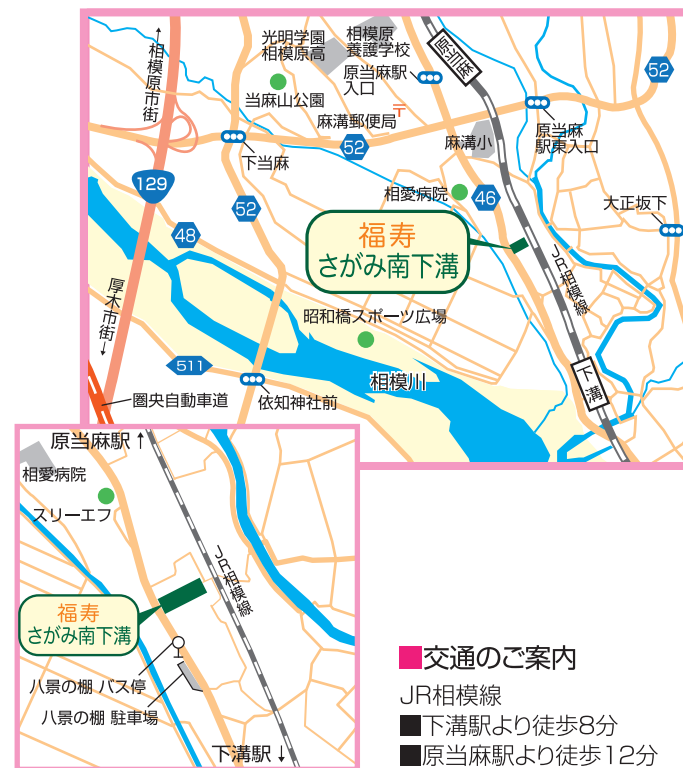 ←相模原市街
光明学園
相模原高
相模原
養護学校
原当麻駅
入口
原当麻
52
当麻山公園
麻溝郵便局
〒
原当麻
駅東入口
下当麻
52
麻溝小
129
相愛病院
46
大正坂下
52
48
福寿
さがみ南下溝
JR相模線
厚木市街→
昭和橋スポーツ広場
511
相模川
下溝
圏央自動車道
依知神社前
原当麻駅↑
相愛病院
スリーエフ
JR相模線
福寿
さがみ南下溝
八景の棚 バス停
八景の棚 駐車場
下溝駅↓
■交通のご案内
JR相模線
■下溝駅より徒歩8分
■原当麻駅より徒歩12分